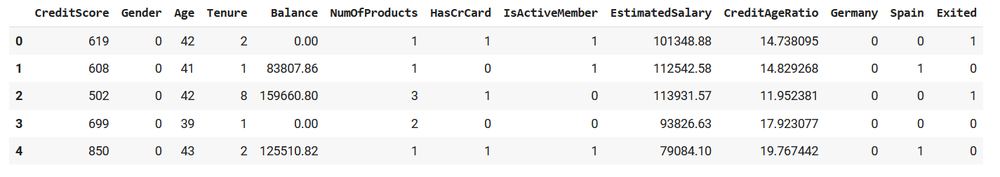 CreditScore Gender Age Tenure Balance NumOfProducts HasCrCard IsActiveMember EstimatedSalary CreditAgeRatio Germany Spain Exited
0 619 0 42 2 0.00 1 1 1 101348.88 14.738095 0 0 1
1 608 0 41 1 83807.86 1 0 1 112542.58 14.829268 0 1 0
2 502 0 42 8 159660.80 3 1 0 113931.57 11.952381 0 0 1
3 699 0 39 1 0.00 2 0 0 93826.63 17.923077 0 0 0
4 850 0 43 2 125510.82 1 1 1 79084.10 19.767442 0 1 0